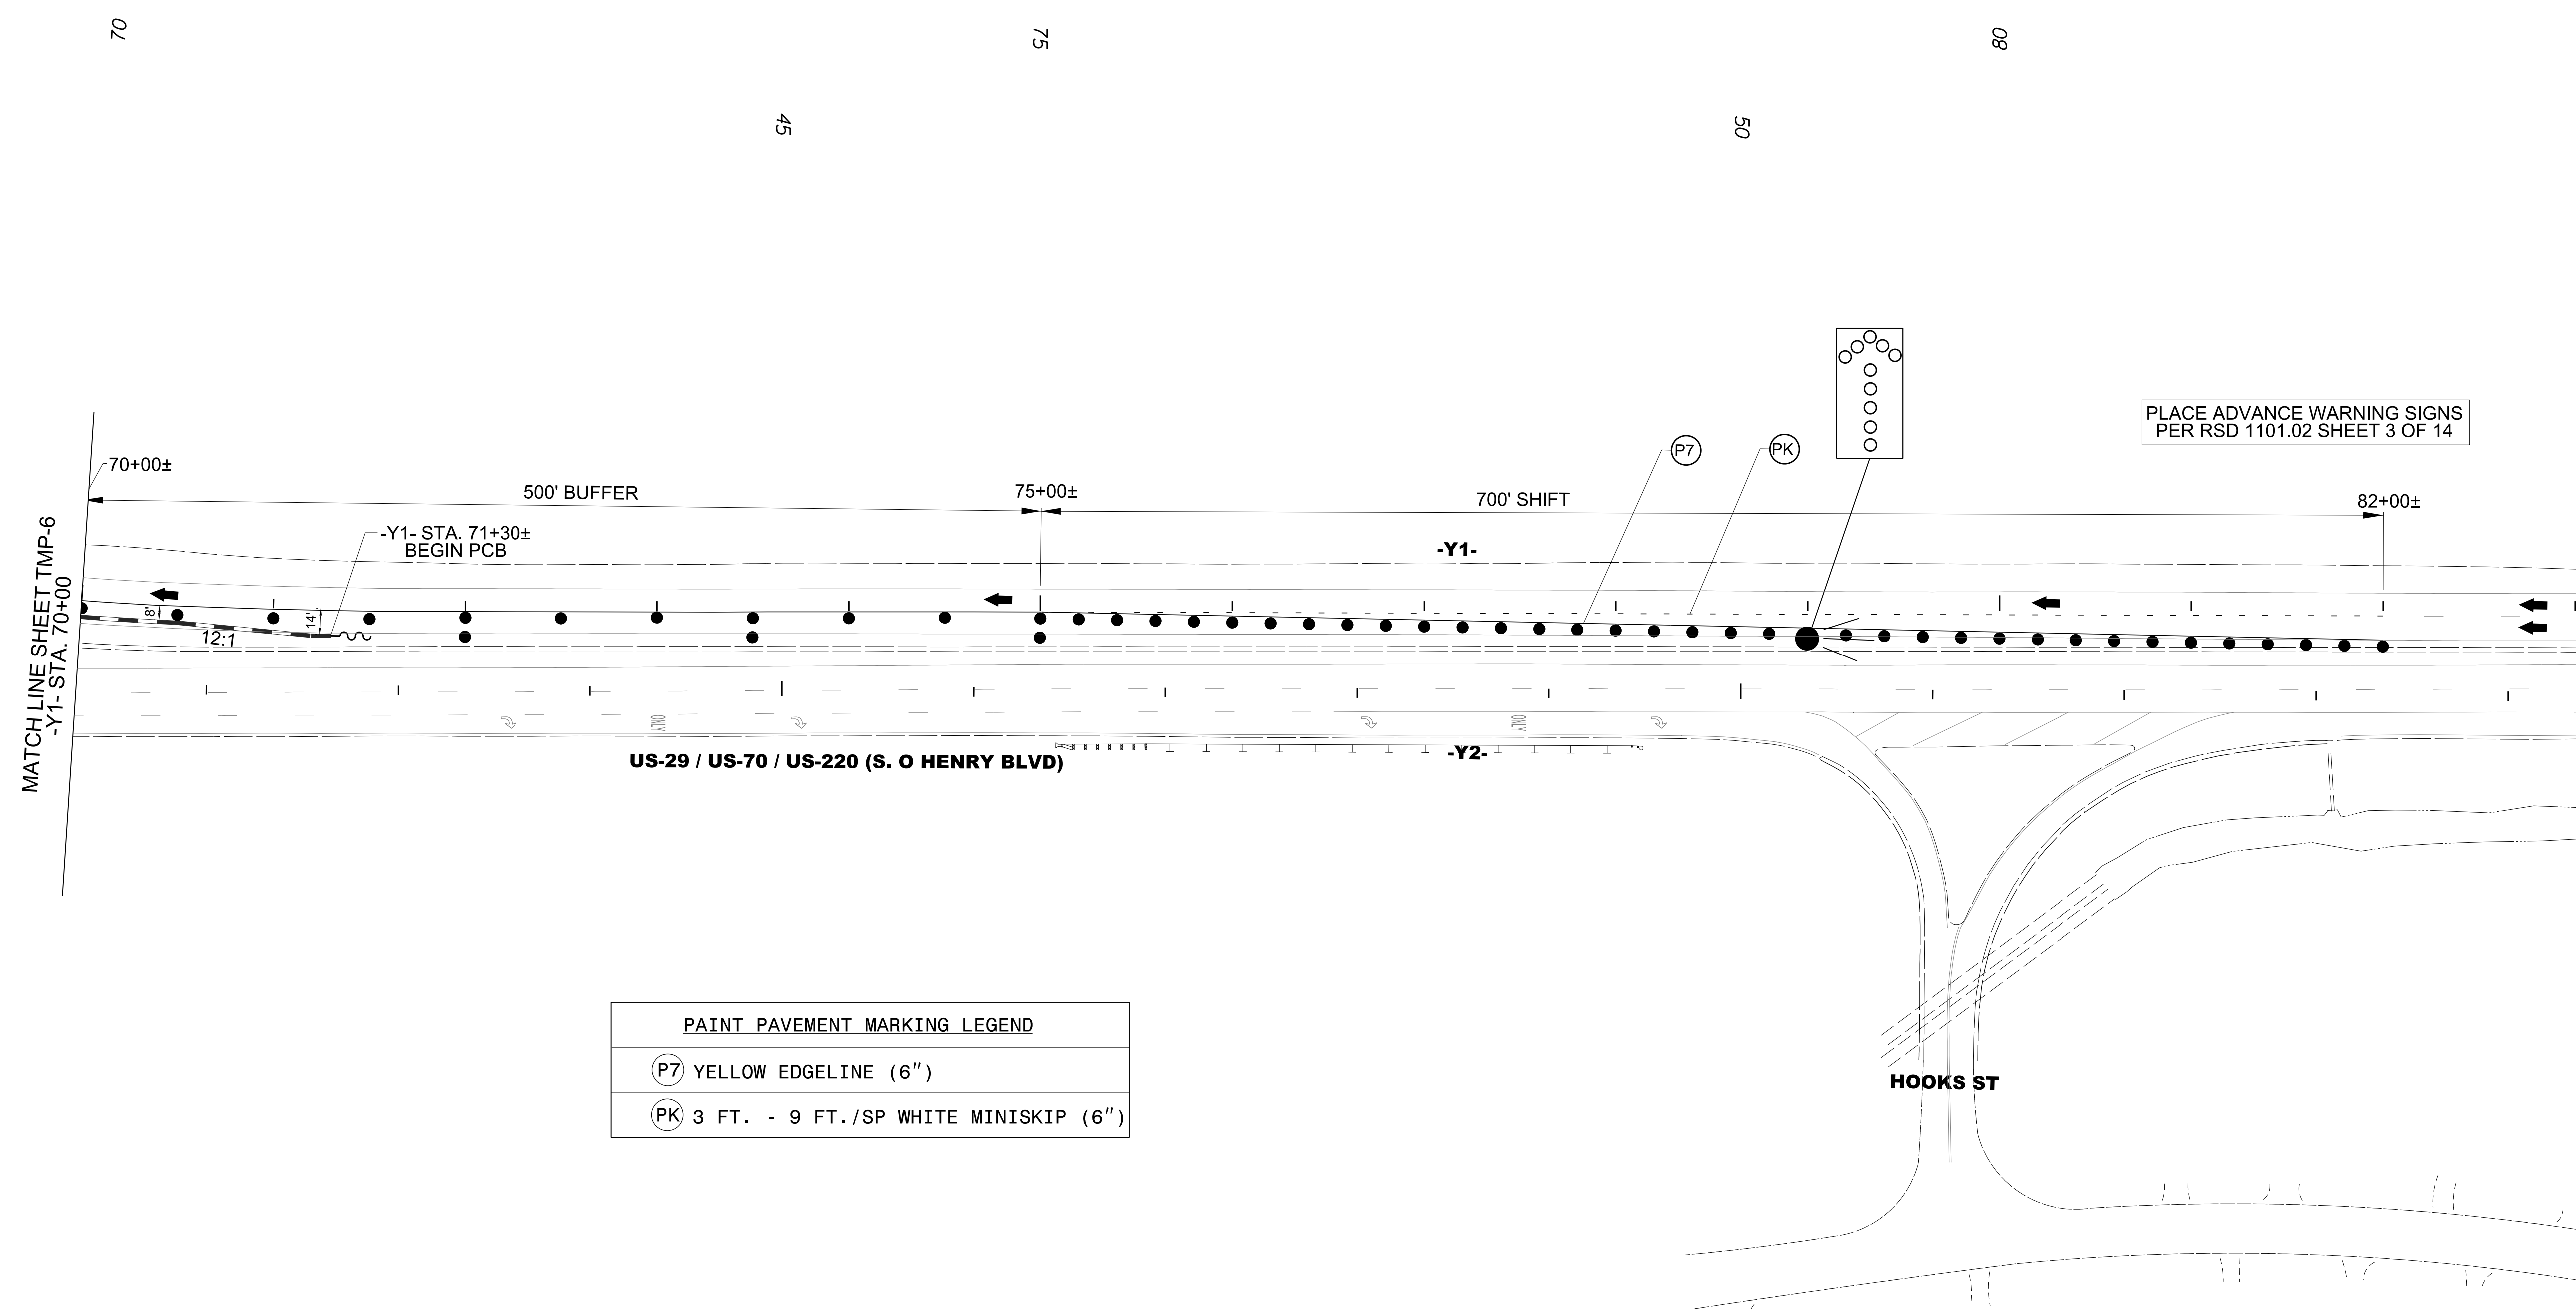 70
75
80
45
50
PLACE ADVANCE WARNING SIGNS
PER RSD 1101.02 SHEET 3 OF 14
P7
PK
70+00±
500' BUFFER
75+00±
700' SHIFT
82+00±
-Y1- STA. 71+30±
BEGIN PCB
-Y1-
MATCH LINE SHEET TMP-6
-Y1- STA. 70+00
8'
14'
12:1
ONLY
ONLY
US-29 / US-70 / US-220 (S. O HENRY BLVD)
-Y2-
PAINT PAVEMENT MARKING LEGEND
P7 YELLOW EDGELINE (6")
PK 3 FT. - 9 FT./SP WHITE MINISKIP (6")
HOOKS ST